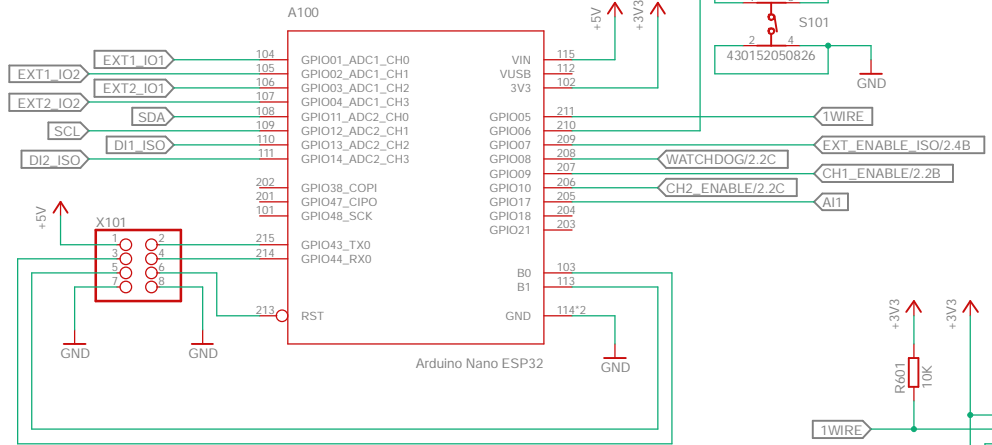 A100
+5V
+3V3
S101
2
4
430152050826
GND
EXT1_IO1
EXT1_IO2
EXT2_IO1
EXT2_IO2
SDA
SCL
DI1_ISO
DI2_ISO
104 GPIO01_ADC1_CH0
105 GPIO02_ADC1_CH1
106 GPIO03_ADC1_CH2
107 GPIO04_ADC1_CH3
108 GPIO11_ADC2_CH0
109 GPIO12_ADC2_CH1
110 GPIO13_ADC2_CH2
111 GPIO14_ADC2_CH3
202 GPIO38_COPI
201 GPIO47_CIPO
101 GPIO48_SCK
215 GPIO43_TX0
214 GPIO44_RX0
213 RST
VIN 115
VUSB 112
3V3 102
GPIO05 211
GPIO06 210
GPIO07 209
GPIO08 208
GPIO09 207
GPIO10 206
GPIO17 205
GPIO18 204
GPIO21 203
B0 103
B1 113
GND 114*2
1WIRE
EXT_ENABLE_ISO/2.4B
WATCHDOG/2.2C
CH1_ENABLE/2.2B
CH2_ENABLE/2.2C
AI1
+5V
X101
1 2
3 4
5 6
7 8
GND
GND
GND
Arduino Nano ESP32
+3V3
+3V3
R601
10K
1WIRE